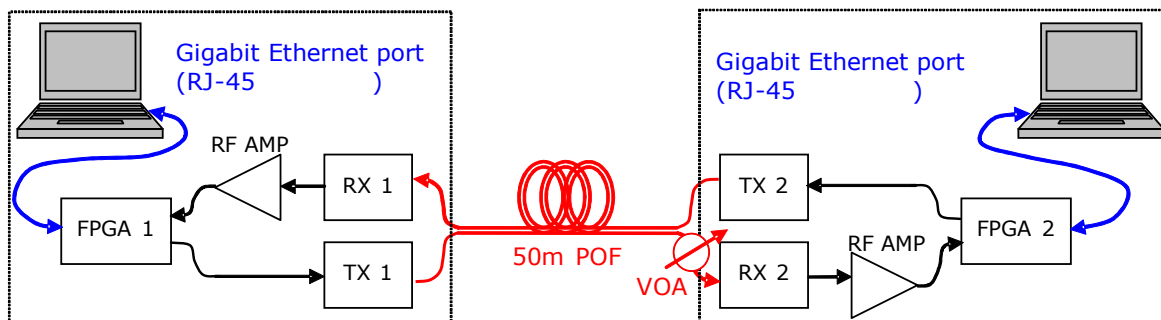 Gigabit Ethernet port
(RJ-45 )
Gigabit Ethernet port
(RJ-45 )
RF AMP
RX 1
TX 2
FPGA 1
FPGA 2
50m POF
RF AMP
TX 1
VOA
RX 2